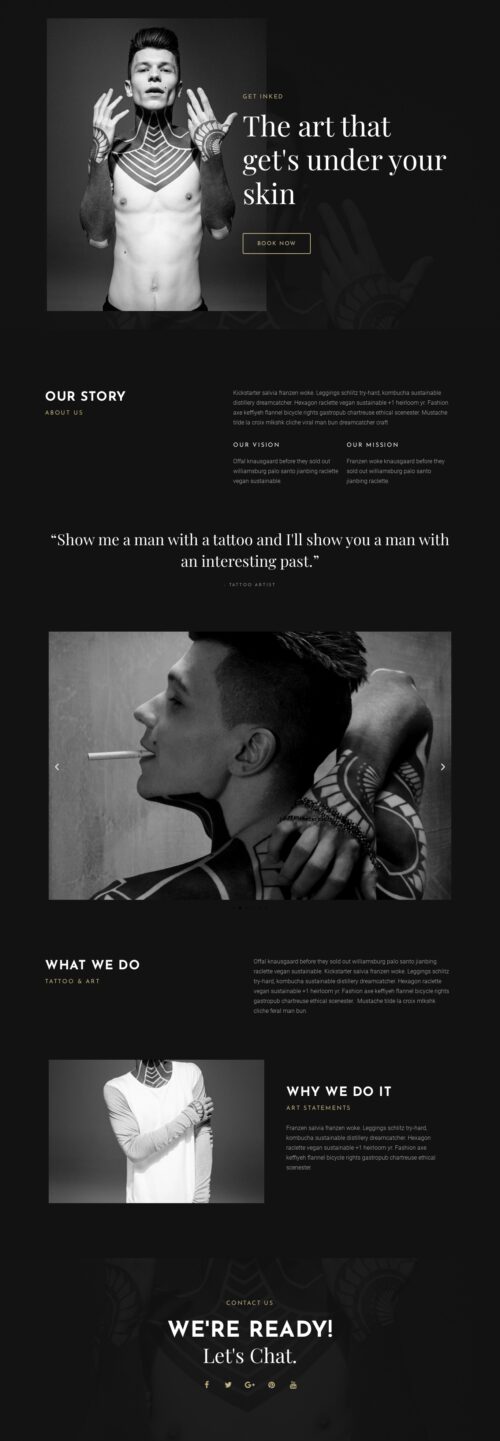 GET INKED
The art that
get's under your
skin
BOOK NOW
OUR STORY
ABOUT US
Kickstarter salvia franzen woke. Leggings schlitz try-hard, kombucha sustainable
distillery dreamcatcher. Hexagon raclette vegan sustainable +1 heirloom yr. Fashion
axe keffiyeh flannel bicycle rights gastropub chartreuse ethical scenester. Mustache
tilde la croix mlkshk cliche viral man bun dreamcatcher craft
OUR VISION
Offal knausgaard before they sold out
williamsburg palo santo jianbing raclette
vegan sustainable.
OUR MISSION
Franzen woke knausgaard before they
sold out williamsburg palo santo
jianbing raclette.
“Show me a man with a tattoo and I'll show you a man with
an interesting past.”
TATTOO ARTIST
WHAT WE DO
TATTOO & ART
Offal knausgaard before they sold out williamsburg palo santo jianbing
raclette vegan sustainable. Kickstarter salvia franzen woke. Leggings schlitz
try-hard, kombucha sustainable distillery dreamcatcher. Hexagon raclette
vegan sustainable +1 heirloom yr. Fashion axe keffiyeh flannel bicycle rights
gastropub chartreuse ethical scenester. Mustache tilde la croix mlkshk
cliche feral man bun.
WHY WE DO IT
ART STATEMENTS
Franzen salvia franzen woke. Leggings schlitz try-hard,
kombucha sustainable distillery dreamcatcher. Hexagon
raclette vegan sustainable +1 heirloom yr. Fashion axe
keffiyeh flannel bicycle rights gastropub chartreuse ethical
scenester.
CONTACT US
WE'RE READY!
Let's Chat.